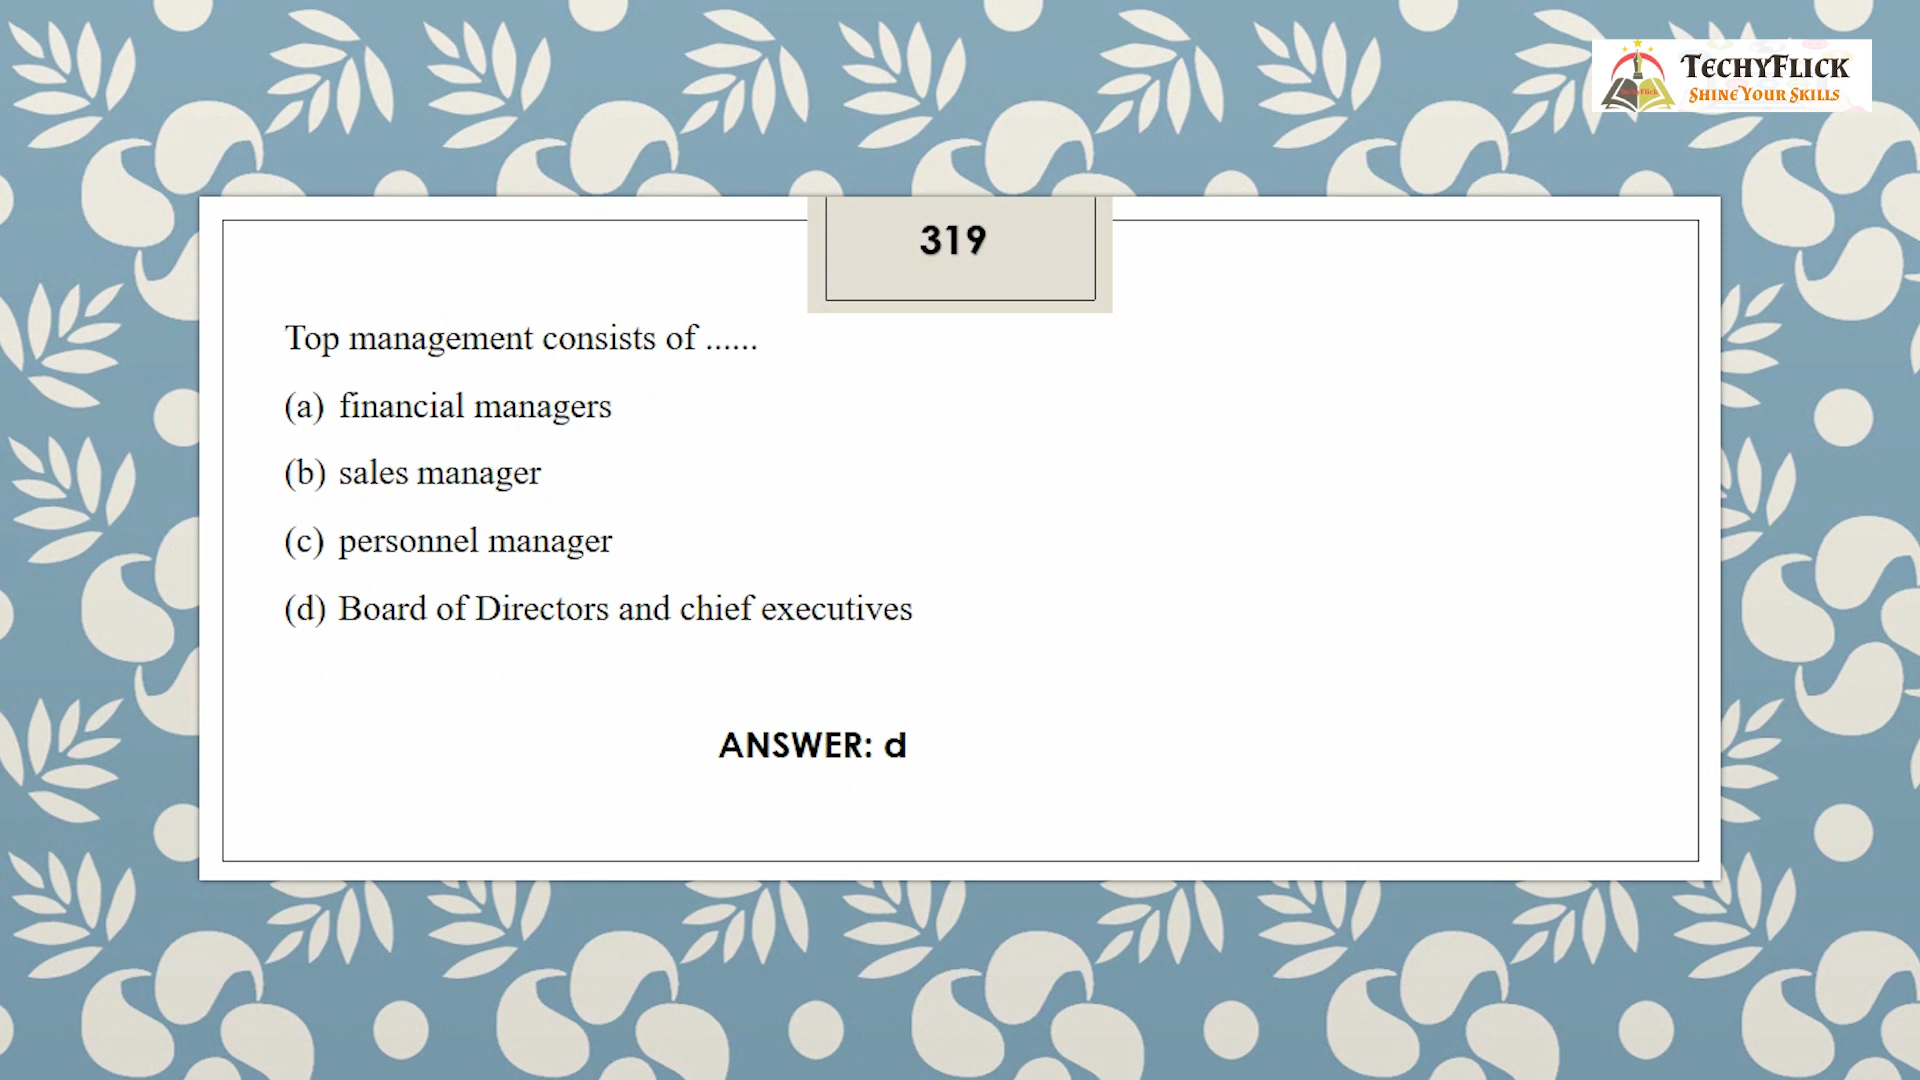 TECHYFLICK
SHINE YOUR SKILLS
319
Top management consists of ......
(a) financial managers
(b) sales manager
(c) personnel manager
(d) Board of Directors and chief executives
ANSWER: d